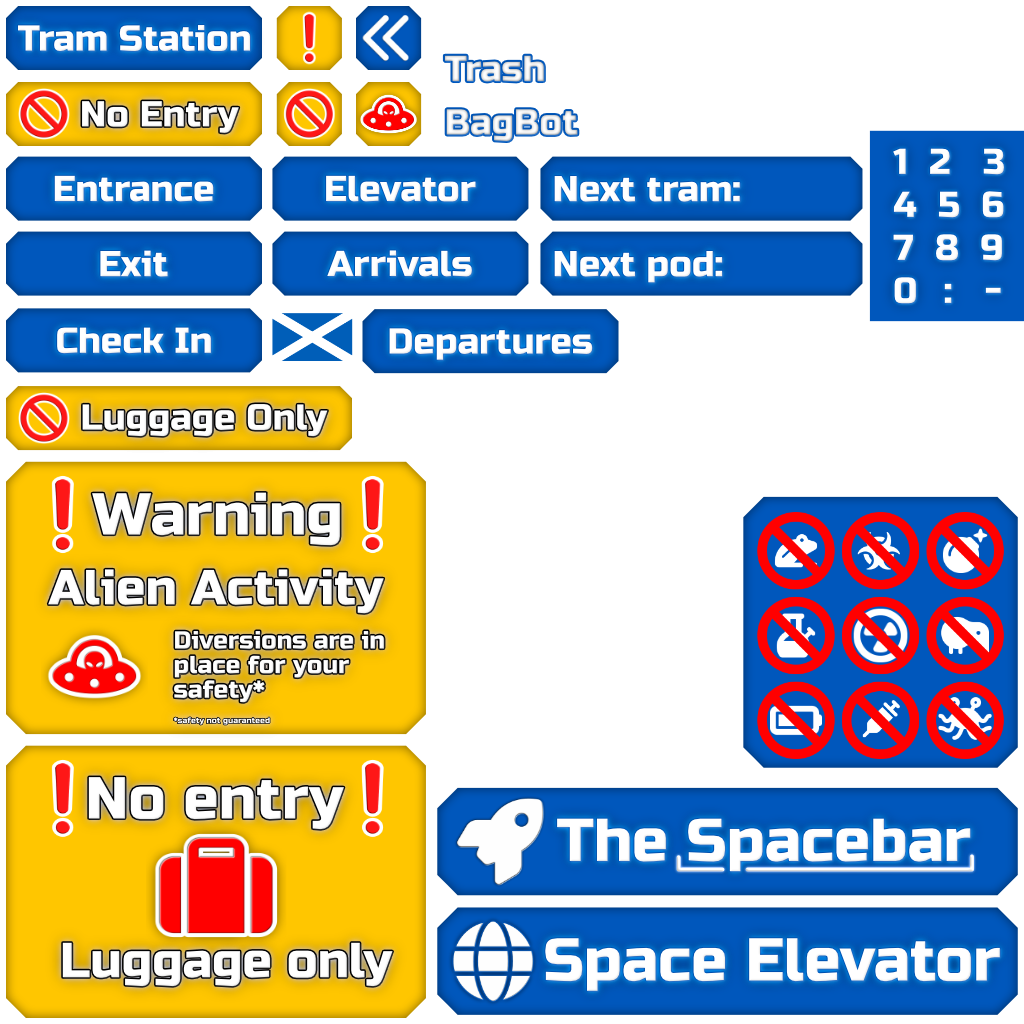 Tram Station
Trash
No Entry
BagBot
Entrance
Elevator
Next tram:
1 2 3
4 5 6
7 8 9
0 : -
Exit
Arrivals
Next pod:
Check In
Departures
Luggage Only
Warning
Alien Activity
Diversions are in
place for your
safety*
*safety not guaranteed
No entry
Luggage only
The Spacebar
Space Elevator